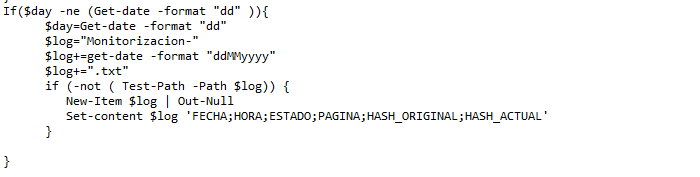 If($day -ne (Get-date -format "dd" )){
$day=Get-date -format "dd"
$log="Monitorizacion-"
$log+=get-date -format "ddMMyyyy"
$log+=".txt"
if (-not ( Test-Path -Path $log)) {
New-Item $log | Out-Null
Set-content $log 'FECHA;HORA;ESTADO;PAGINA;HASH_ORIGINAL;HASH_ACTUAL'
}
}